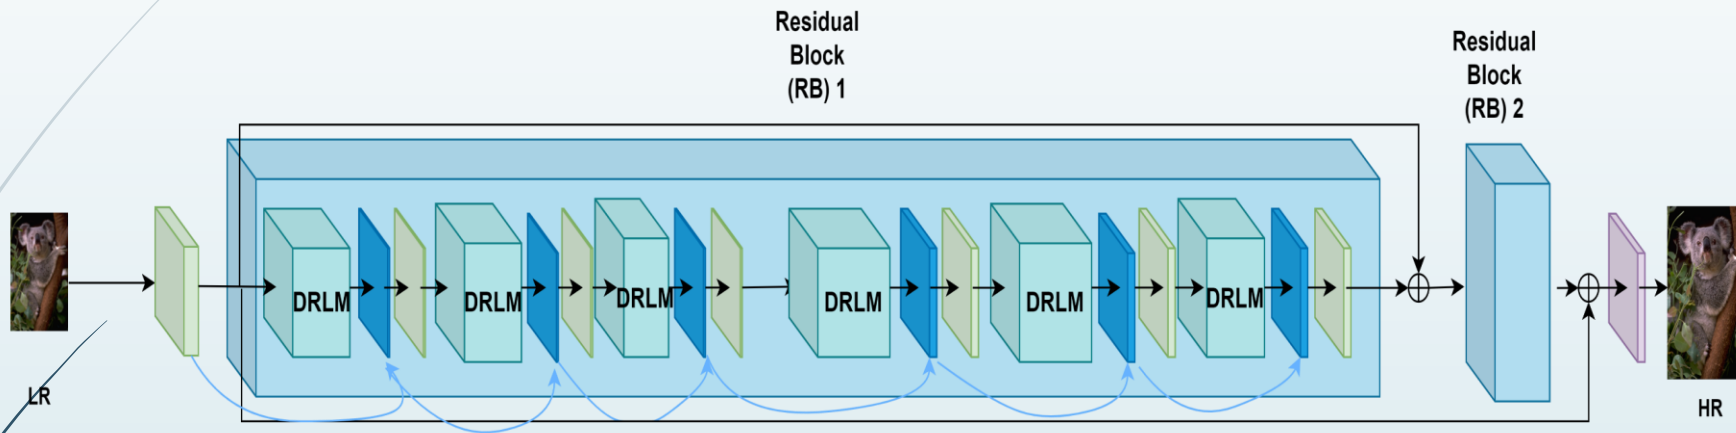 Residual
Block
(RB) 1
Residual
Block
(RB) 2
DRLM
DRLM
DRLM
DRLM
DRLM
DRLM
LR
HR